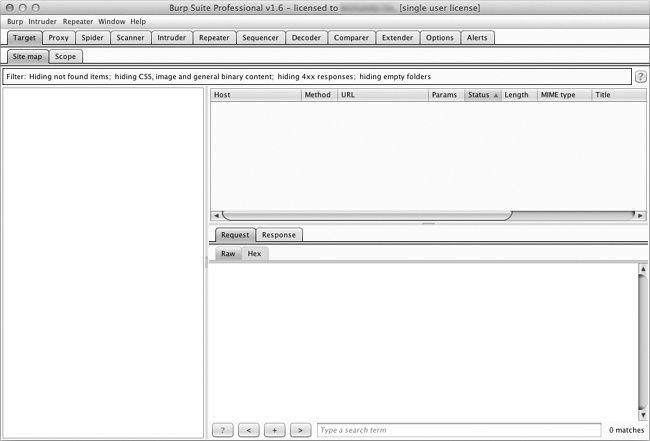 Burp Suite Professional v1.6 – licensed to [single user license]
Burp Intruder Repeater Window Help
Target Proxy Spider Scanner Intruder Repeater Sequencer Decoder Comparer Extender Options Alerts
Site map Scope
Filter: Hiding not found items; hiding CSS, image and general binary content; hiding 4xx responses; hiding empty folders ?
Host Method URL Params Status ▲ Length MIME type Title
Request Response
Raw Hex
? < + > Type a search term 0 matches